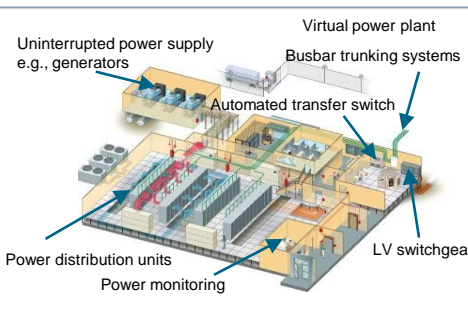 Virtual power plant
Uninterrupted power supply
e.g., generators
Busbar trunking systems
Automated transfer switch
LV switchgea
Power distribution units
Power monitoring